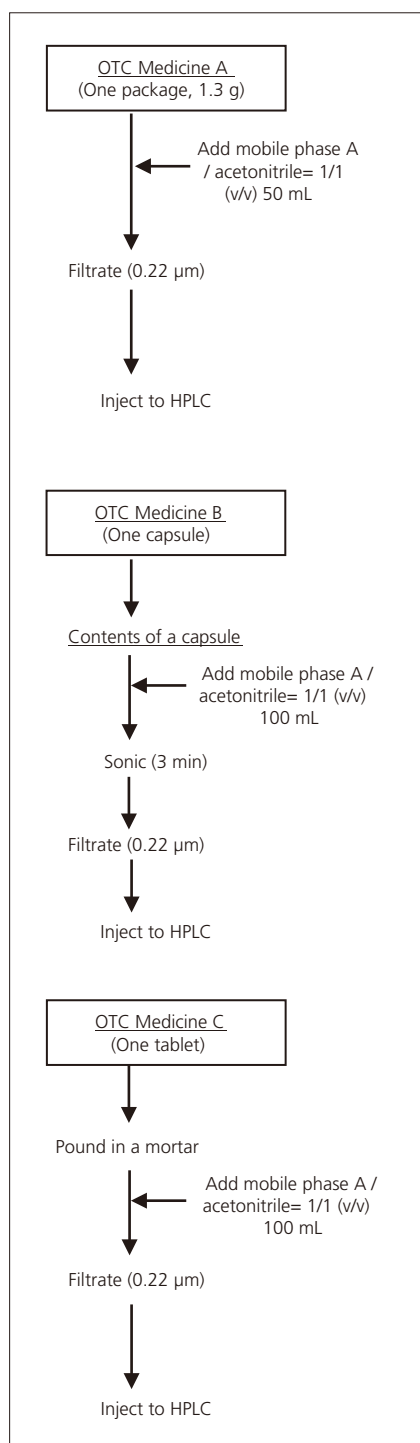 OTC Medicine A
(One package, 1.3 g)
Add mobile phase A
/ acetonitrile= 1/1
(v/v) 50 mL
Filtrate (0.22 µm)
Inject to HPLC
OTC Medicine B
(One capsule)
Contents of a capsule
Add mobile phase A /
acetonitrile= 1/1 (v/v)
100 mL
Sonic (3 min)
Filtrate (0.22 µm)
Inject to HPLC
OTC Medicine C
(One tablet)
Pound in a mortar
Add mobile phase A /
acetonitrile= 1/1 (v/v)
100 mL
Filtrate (0.22 µm)
Inject to HPLC